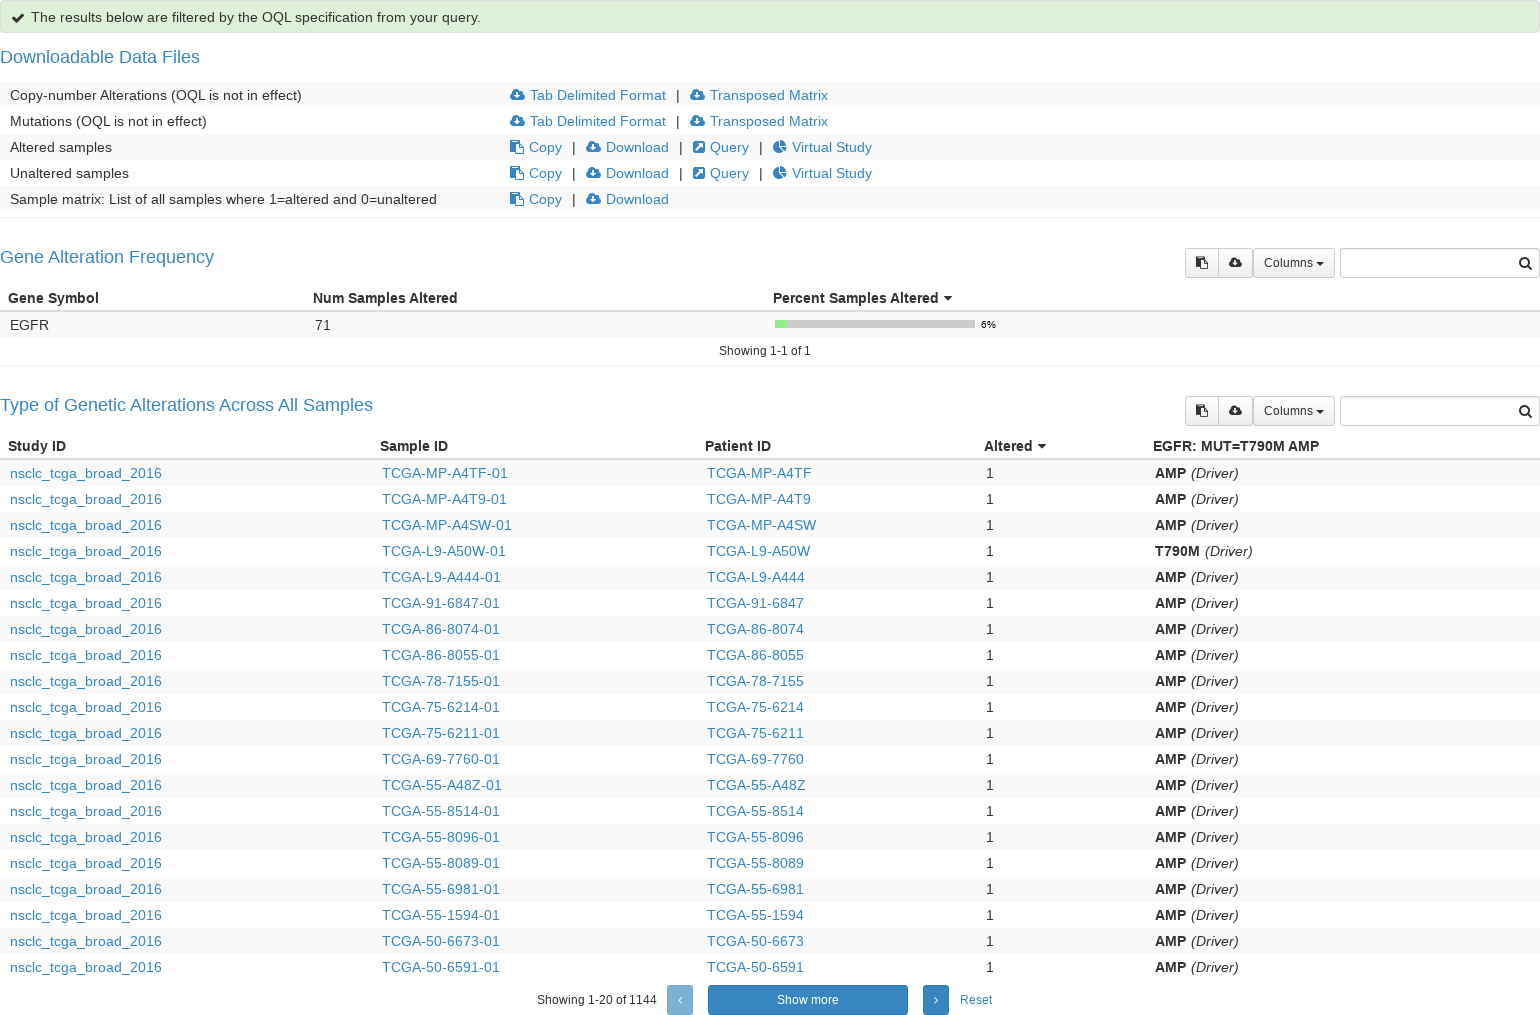 The results below are filtered by the OQL specification from your query.
Downloadable Data Files
Copy-number Alterations (OQL is not in effect) Tab Delimited Format | Transposed Matrix
Mutations (OQL is not in effect) Tab Delimited Format | Transposed Matrix
Altered samples Copy | Download | Query | Virtual Study
Unaltered samples Copy | Download | Query | Virtual Study
Sample matrix: List of all samples where 1=altered and 0=unaltered Copy | Download
Gene Alteration Frequency Columns
Gene Symbol Num Samples Altered Percent Samples Altered
EGFR 71 6%
Showing 1-1 of 1
Type of Genetic Alterations Across All Samples Columns
Study ID Sample ID Patient ID Altered EGFR: MUT=T790M AMP
nsclc_tcga_broad_2016 TCGA-MP-A4TF-01 TCGA-MP-A4TF 1 AMP (Driver)
nsclc_tcga_broad_2016 TCGA-MP-A4T9-01 TCGA-MP-A4T9 1 AMP (Driver)
nsclc_tcga_broad_2016 TCGA-MP-A4SW-01 TCGA-MP-A4SW 1 AMP (Driver)
nsclc_tcga_broad_2016 TCGA-L9-A50W-01 TCGA-L9-A50W 1 T790M (Driver)
nsclc_tcga_broad_2016 TCGA-L9-A444-01 TCGA-L9-A444 1 AMP (Driver)
nsclc_tcga_broad_2016 TCGA-91-6847-01 TCGA-91-6847 1 AMP (Driver)
nsclc_tcga_broad_2016 TCGA-86-8074-01 TCGA-86-8074 1 AMP (Driver)
nsclc_tcga_broad_2016 TCGA-86-8055-01 TCGA-86-8055 1 AMP (Driver)
nsclc_tcga_broad_2016 TCGA-78-7155-01 TCGA-78-7155 1 AMP (Driver)
nsclc_tcga_broad_2016 TCGA-75-6214-01 TCGA-75-6214 1 AMP (Driver)
nsclc_tcga_broad_2016 TCGA-75-6211-01 TCGA-75-6211 1 AMP (Driver)
nsclc_tcga_broad_2016 TCGA-69-7760-01 TCGA-69-7760 1 AMP (Driver)
nsclc_tcga_broad_2016 TCGA-55-A48Z-01 TCGA-55-A48Z 1 AMP (Driver)
nsclc_tcga_broad_2016 TCGA-55-8514-01 TCGA-55-8514 1 AMP (Driver)
nsclc_tcga_broad_2016 TCGA-55-8096-01 TCGA-55-8096 1 AMP (Driver)
nsclc_tcga_broad_2016 TCGA-55-8089-01 TCGA-55-8089 1 AMP (Driver)
nsclc_tcga_broad_2016 TCGA-55-6981-01 TCGA-55-6981 1 AMP (Driver)
nsclc_tcga_broad_2016 TCGA-55-1594-01 TCGA-55-1594 1 AMP (Driver)
nsclc_tcga_broad_2016 TCGA-50-6673-01 TCGA-50-6673 1 AMP (Driver)
nsclc_tcga_broad_2016 TCGA-50-6591-01 TCGA-50-6591 1 AMP (Driver)
Showing 1-20 of 1144 Show more Reset